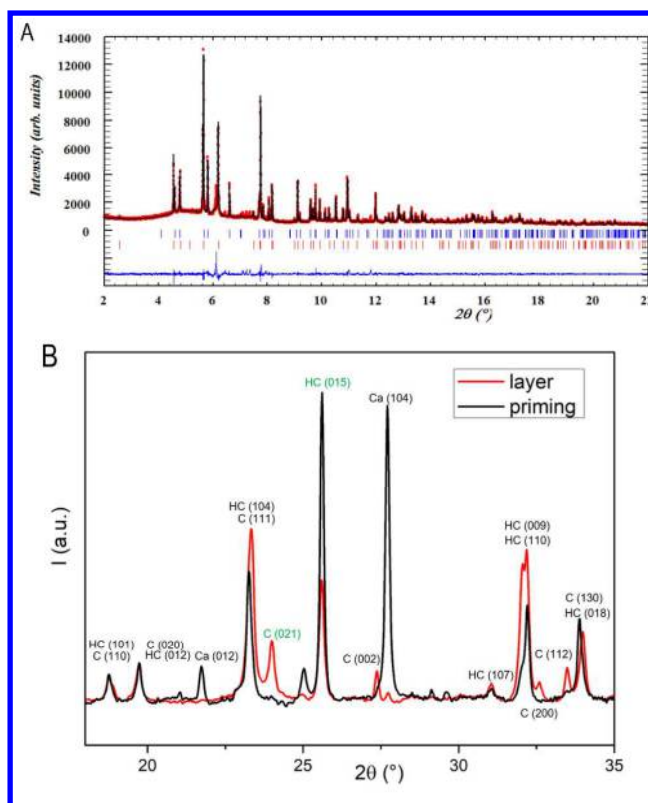 A
14000
12000
10000
8000
6000
4000
2000
0
Intensity (arb. units)
2 4 6 8 10 12 14 16 18 20 22
2θ (°)
B
layer
priming
HC (015)
Ca (104)
HC (104)
C (111)
HC (009)
HC (110)
HC (101)
C (110)
C (020)
HC (012)
Ca (012)
C (021)
C (002)
HC (107)
C (112)
C (200)
C (130)
HC (018)
I (a.u.)
20 25 30 35
2θ (°)